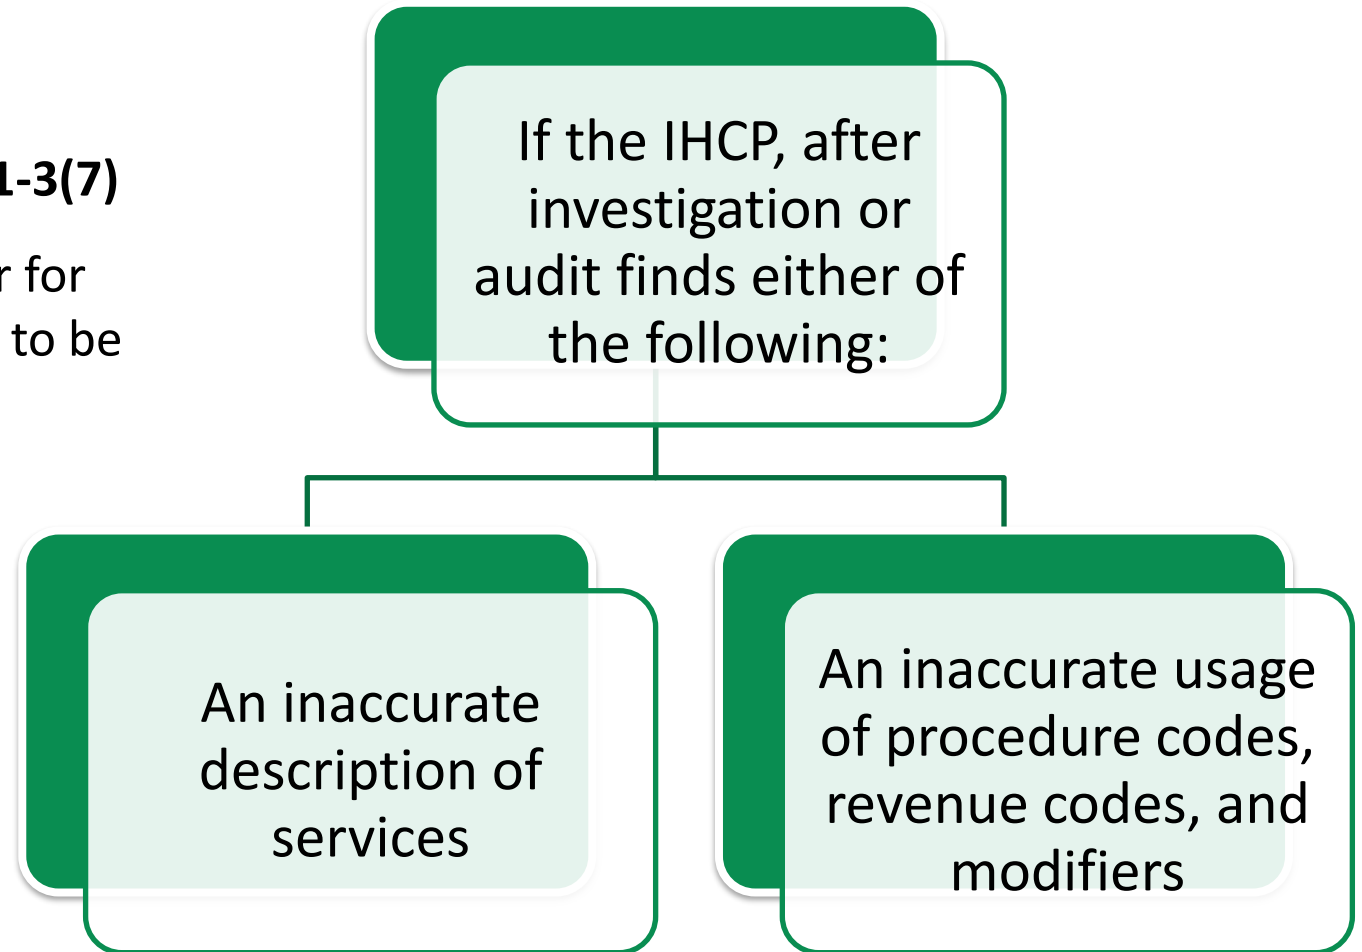 1-3(7)
r for
to be
If the IHCP, after
investigation or
audit finds either of
the following:
An inaccurate
description of
services
An inaccurate usage
of procedure codes,
revenue codes, and
modifiers